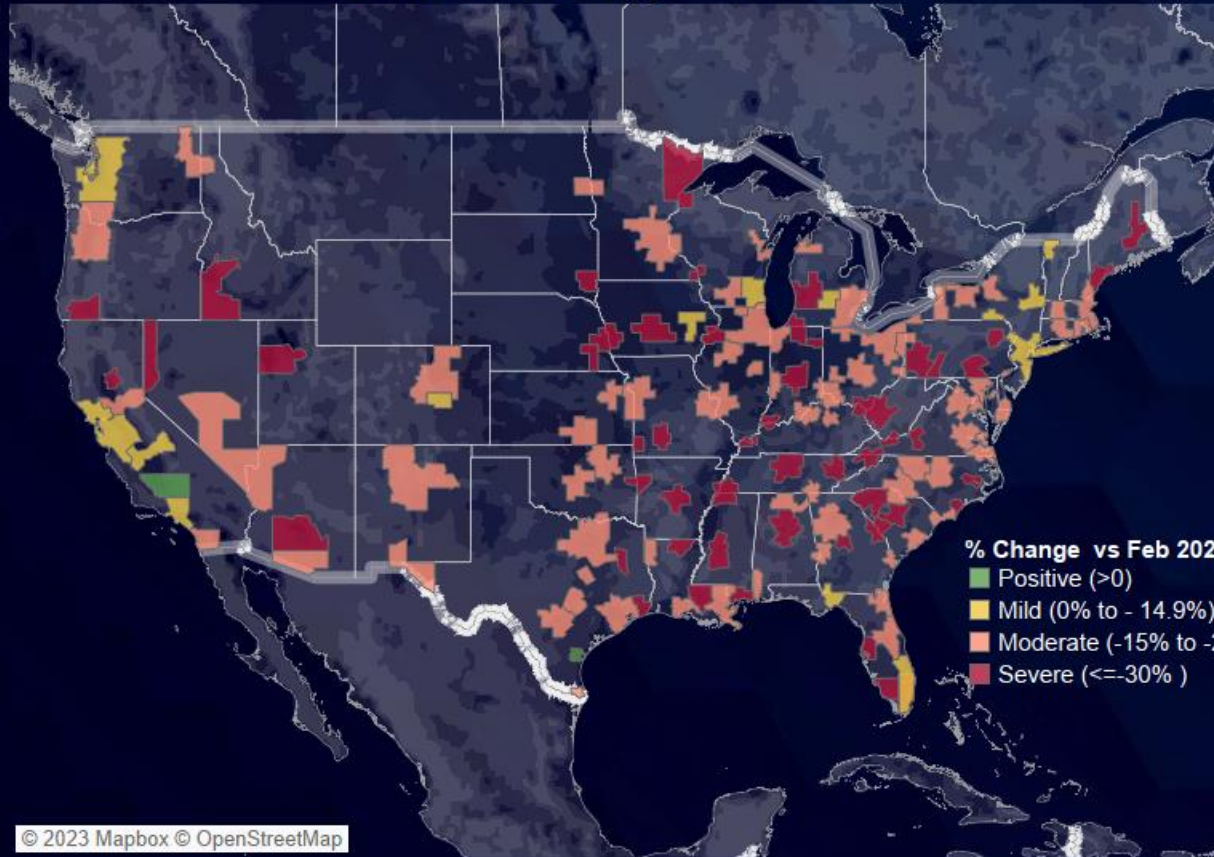 % Change vs Feb 202
Positive (>0)
Mild (0% to - 14.9%)
Moderate (-15% to -
Severe (<=-30% )
© 2023 Mapbox © OpenStreetMap